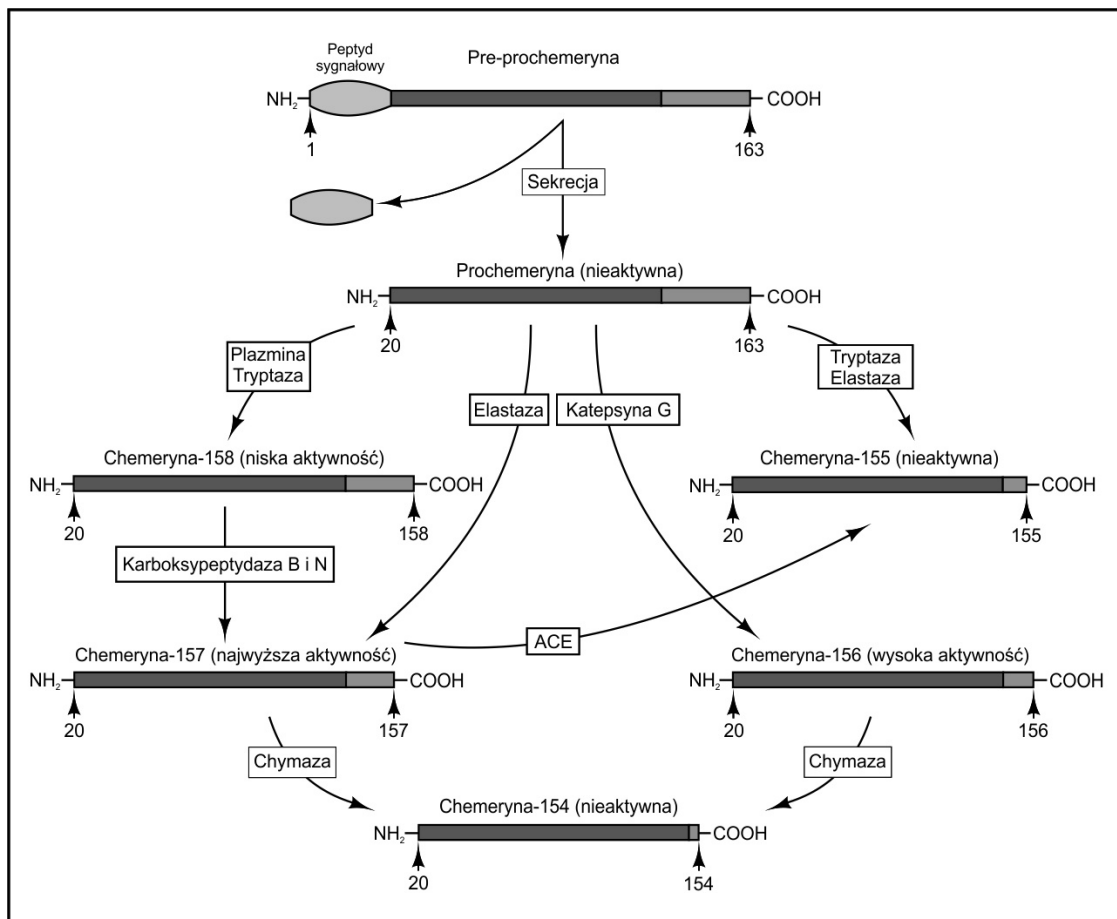 Peptyd
sygnałowy
Pre-prochemeryna
NH2
COOH
1
163
Sekrecja
Prochemeryna (nieaktywna)
NH2
COOH
20
163
Plazmina
Tryptaza
Elastaza
Katepsyna G
Tryptaza
Elastaza
Chemeryna-158 (niska aktywność)
NH2
COOH
20
158
Chemeryna-155 (nieaktywna)
NH2
COOH
20
155
Karboksypeptydaza B i N
ACE
Chemeryna-157 (najwyższa aktywność)
NH2
COOH
20
157
Chemeryna-156 (wysoka aktywność)
NH2
COOH
20
156
Chymaza
Chymaza
Chemeryna-154 (nieaktywna)
NH2
COOH
20
154